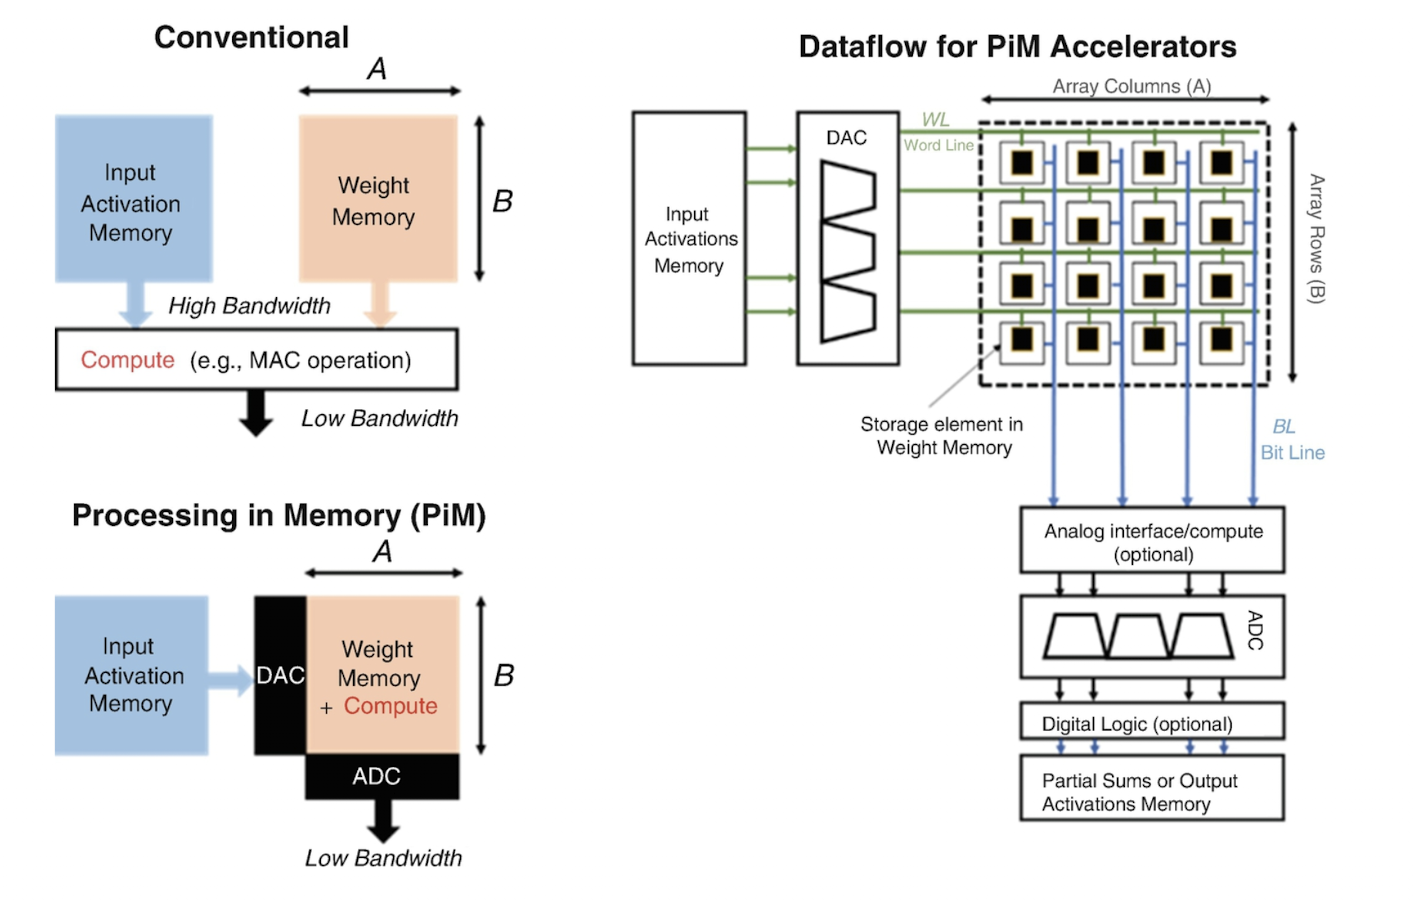 Conventional
A
Input
Activation
Memory
Weight
Memory
B
High Bandwidth
Compute (e.g., MAC operation)
Low Bandwidth
Processing in Memory (PiM)
A
Input
Activation
Memory
DAC
Weight
Memory
+ Compute
B
ADC
Low Bandwidth
Dataflow for PiM Accelerators
Array Columns (A)
Input
Activations
Memory
DAC
WL
Word Line
Array Rows (B)
Storage element in
Weight Memory
BL
Bit Line
Analog interface/compute
(optional)
ADC
Digital Logic (optional)
Partial Sums or Output
Activations Memory